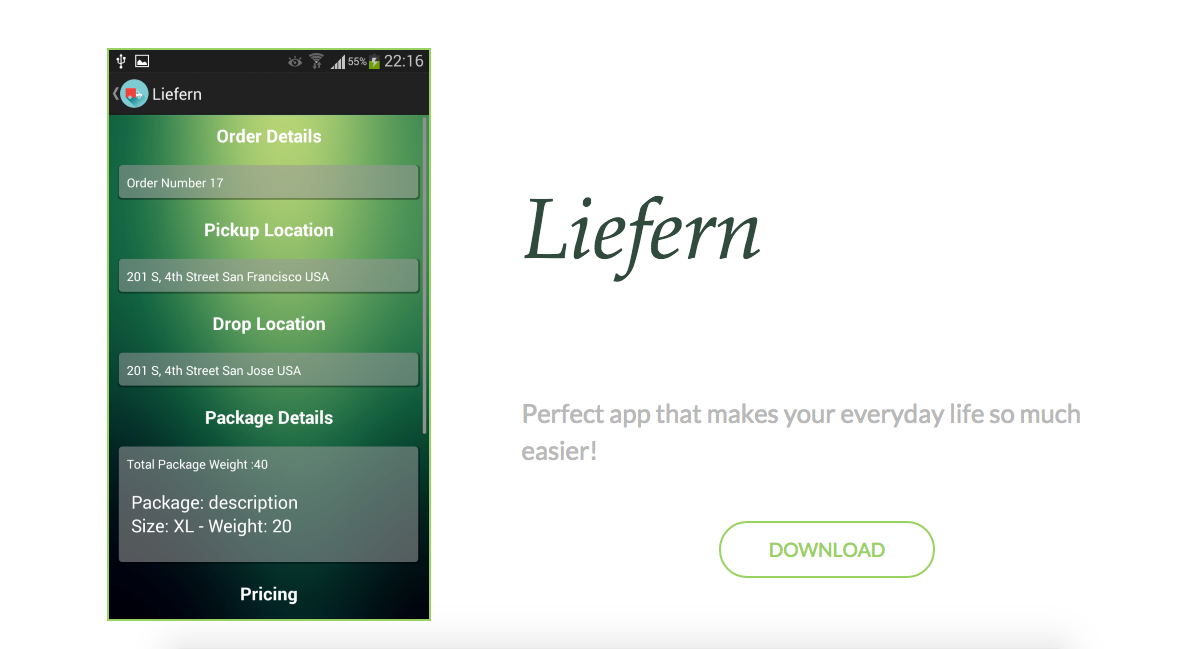 55% 22:16
Liefern
Order Details
Order Number 17
Pickup Location
201 S, 4th Street San Francisco USA
Drop Location
201 S, 4th Street San Jose USA
Package Details
Total Package Weight :40
Package: description
Size: XL - Weight: 20
Pricing
Liefern
Perfect app that makes your everyday life so much
easier!
DOWNLOAD